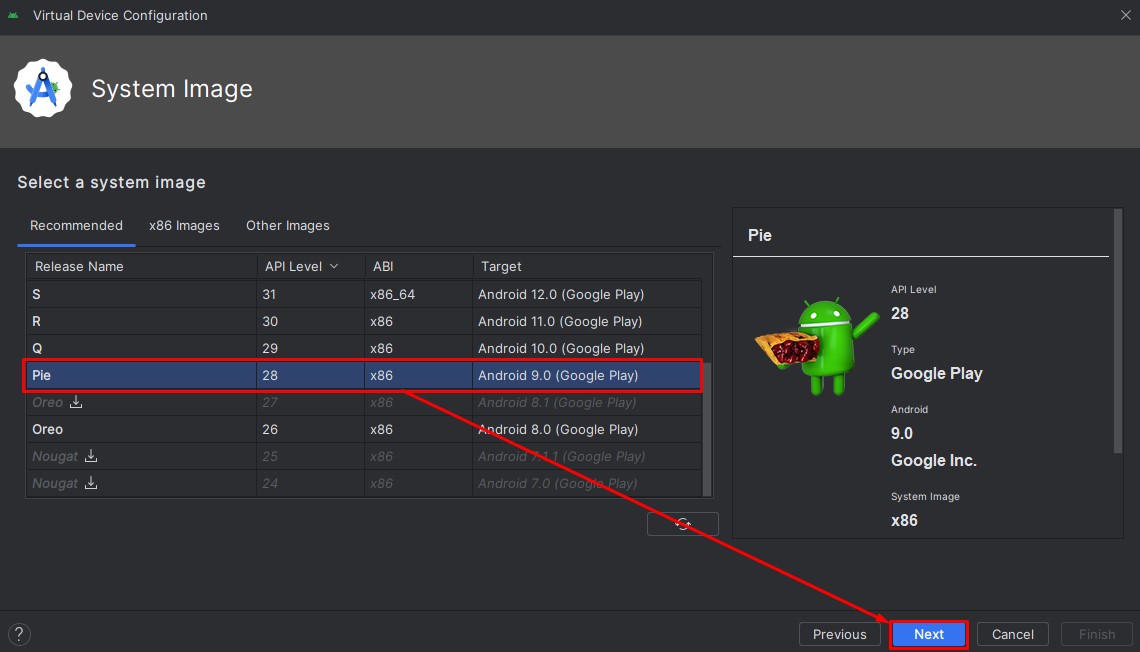 Virtual Device Configuration
System Image
Select a system image
Recommended x86 Images Other Images
Release Name API Level ABI Target
S 31 x86_64 Android 12.0 (Google Play)
R 30 x86 Android 11.0 (Google Play)
Q 29 x86 Android 10.0 (Google Play)
Pie 28 x86 Android 9.0 (Google Play)
Oreo 27 x86 Android 8.1 (Google Play)
Oreo 26 x86 Android 8.0 (Google Play)
Nougat 25 x86 Android 7.1.1 (Google Play)
Nougat 24 x86 Android 7.0 (Google Play)
Pie
API Level
28
Type
Google Play
Android
9.0
Google Inc.
System Image
x86
? Previous Next Cancel Finish